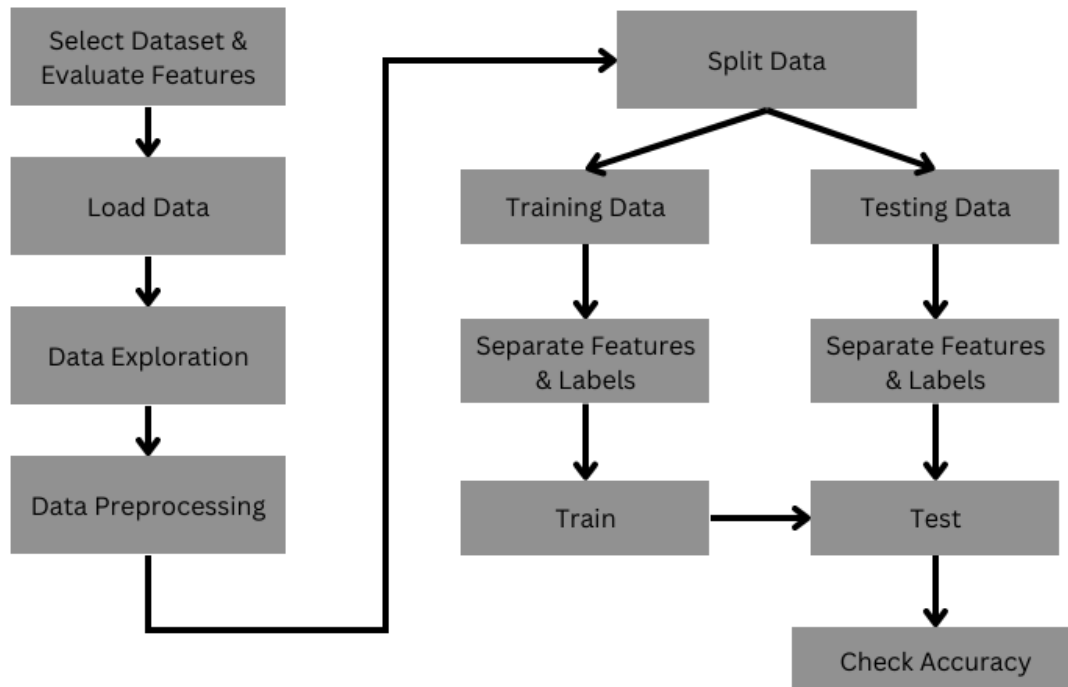 Select Dataset &
Evaluate Features
Load Data
Data Exploration
Data Preprocessing
Split Data
Training Data
Testing Data
Separate Features
& Labels
Separate Features
& Labels
Train
Test
Check Accuracy